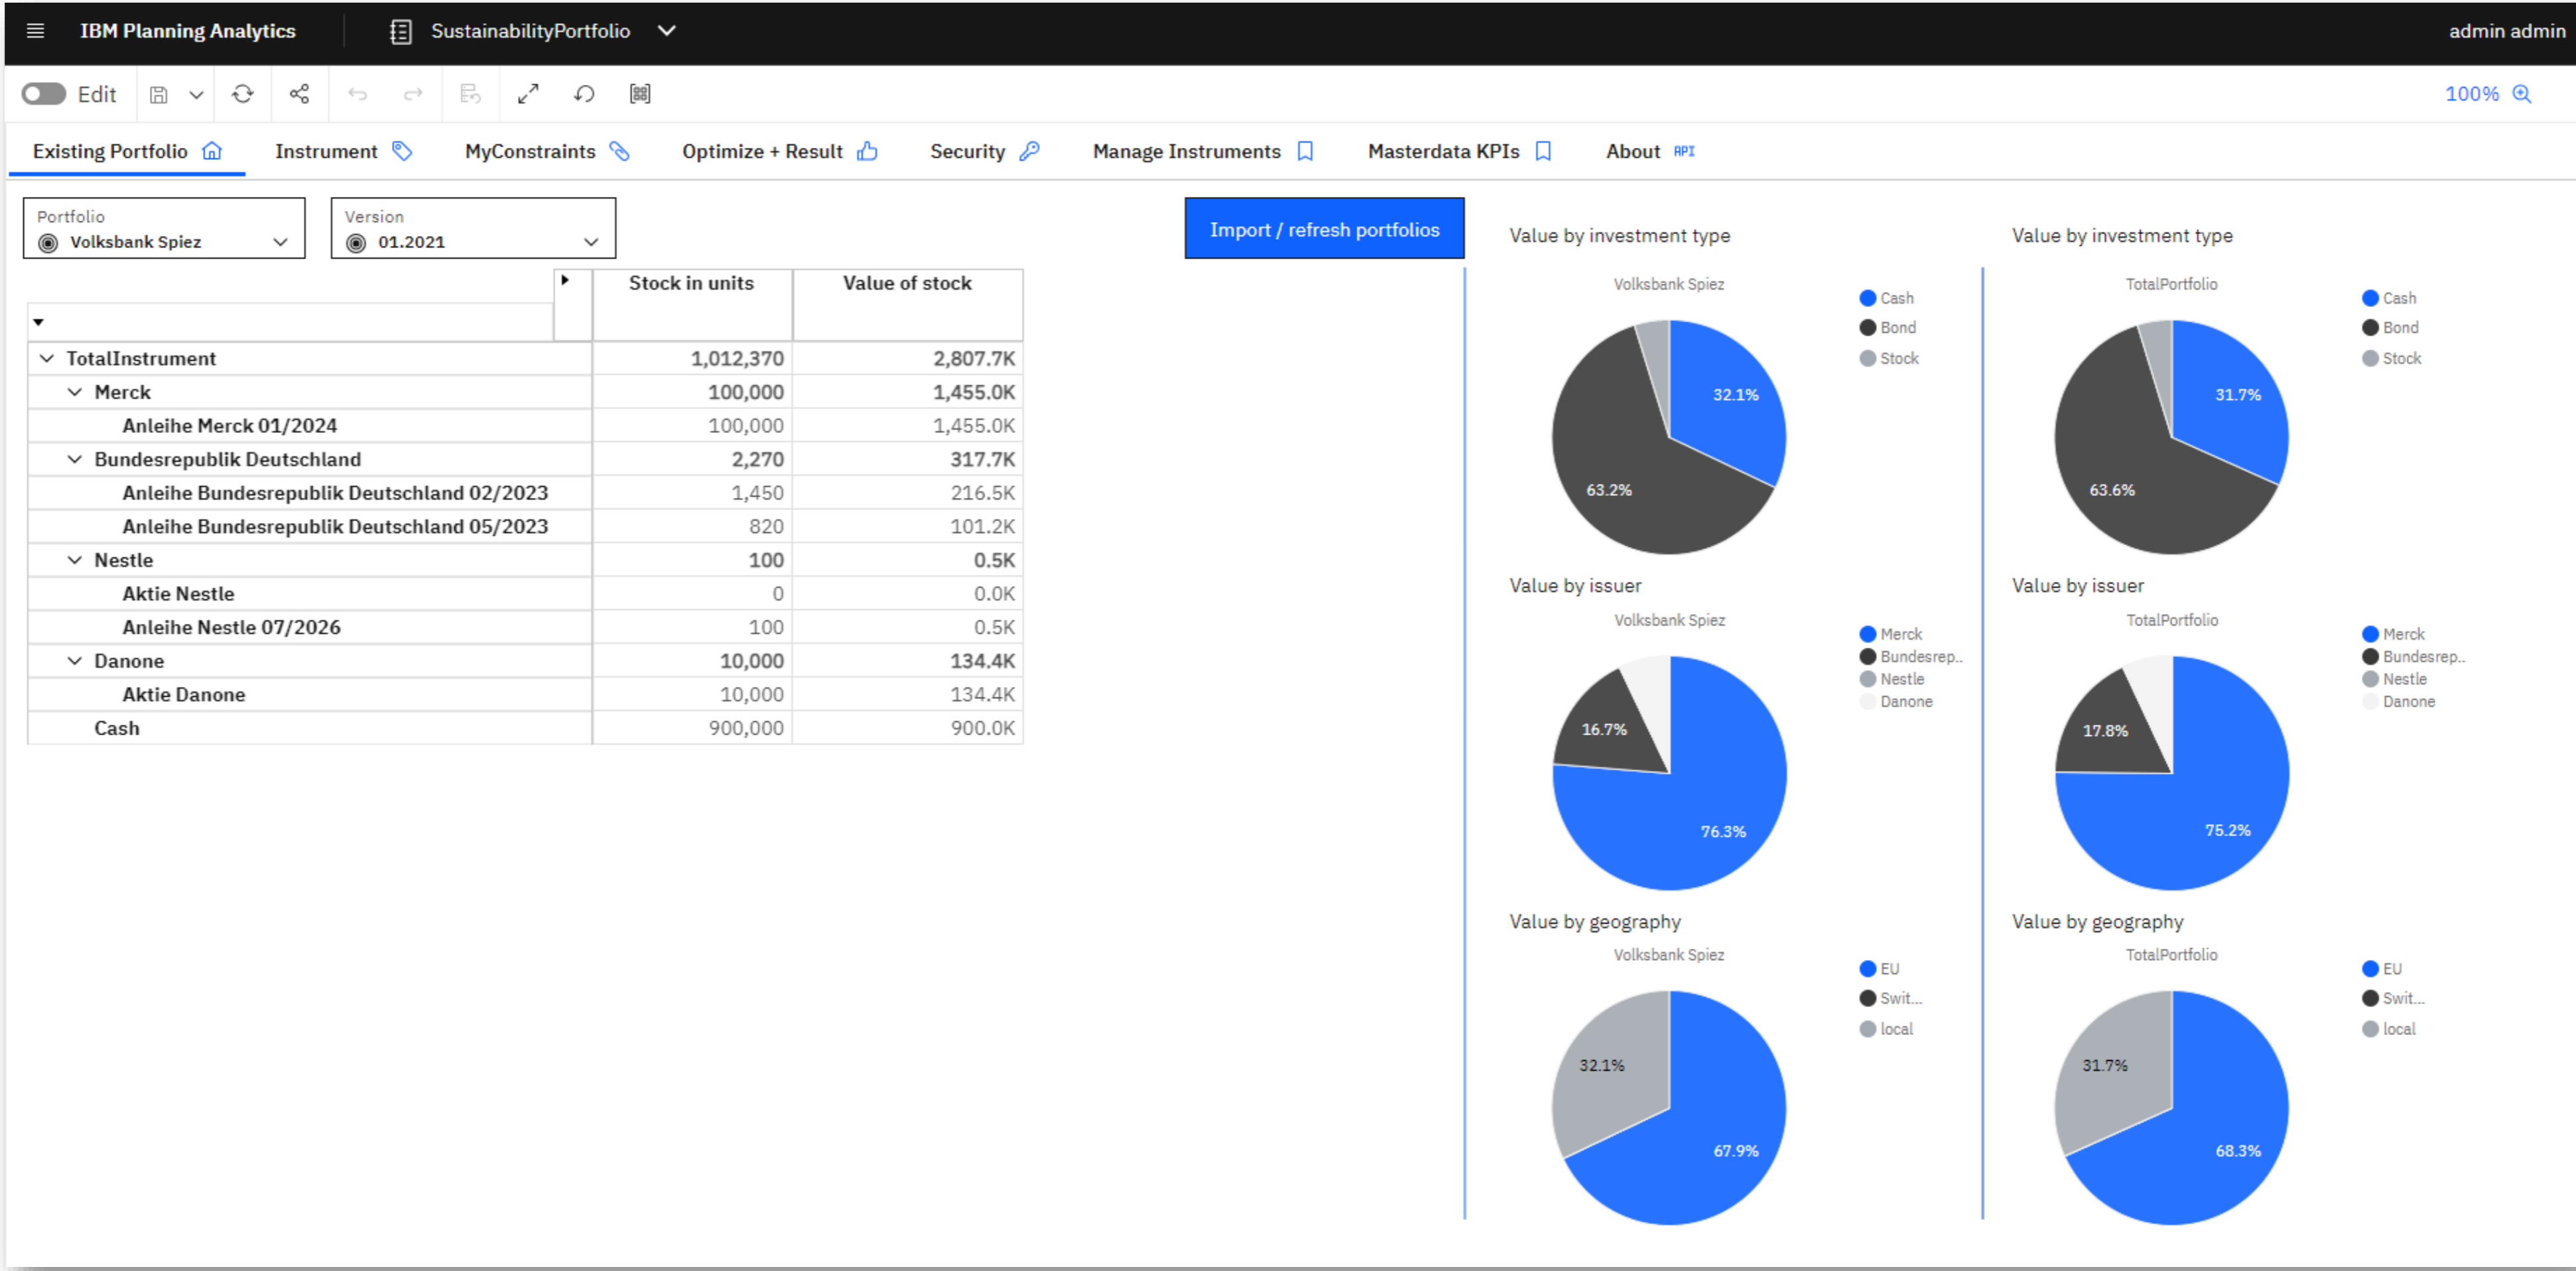 IBM Planning Analytics SustainabilityPortfolio admin admin
Edit 100%
Existing Portfolio Instrument MyConstraints Optimize + Result Security Manage Instruments Masterdata KPIs About API
Portfolio
Volksbank Spiez
Version
01.2021
Import / refresh portfolios
Stock in units Value of stock
TotalInstrument 1,012,370 2,807.7K
Merck 100,000 1,455.0K
Anleihe Merck 01/2024 100,000 1,455.0K
Bundesrepublik Deutschland 2,270 317.7K
Anleihe Bundesrepublik Deutschland 02/2023 1,450 216.5K
Anleihe Bundesrepublik Deutschland 05/2023 820 101.2K
Nestle 100 0.5K
Aktie Nestle 0 0.0K
Anleihe Nestle 07/2026 100 0.5K
Danone 10,000 134.4K
Aktie Danone 10,000 134.4K
Cash 900,000 900.0K
Value by investment type
Volksbank Spiez
Cash
Bond
Stock
32.1%
63.2%
Value by issuer
Volksbank Spiez
Merck
Bundesrep..
Nestle
Danone
16.7%
76.3%
Value by geography
Volksbank Spiez
EU
Swit...
local
32.1%
67.9%
Value by investment type
TotalPortfolio
Cash
Bond
Stock
31.7%
63.6%
Value by issuer
TotalPortfolio
Merck
Bundesrep..
Nestle
Danone
17.8%
75.2%
Value by geography
TotalPortfolio
EU
Swit...
local
31.7%
68.3%